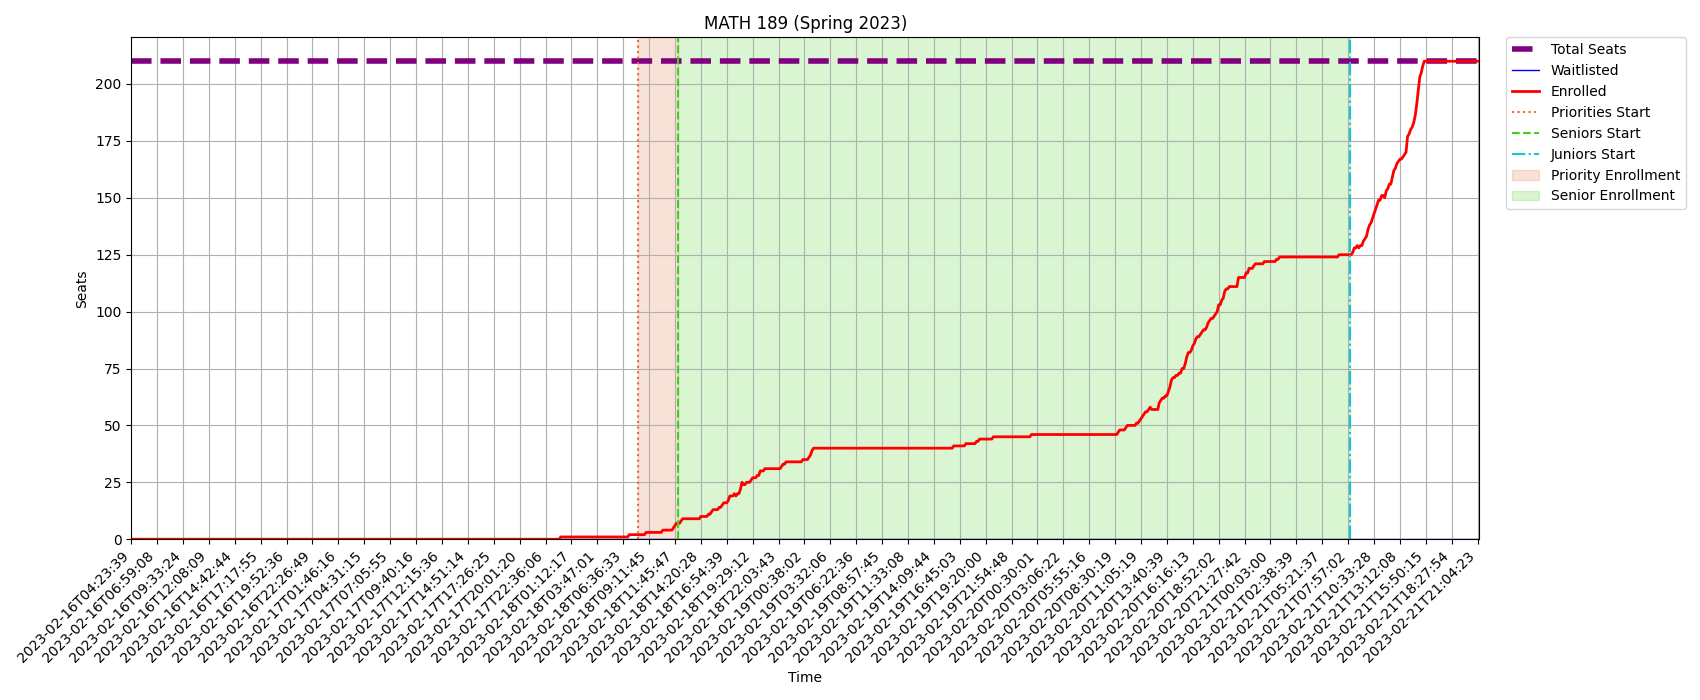 MATH 189 (Spring 2023)
Total Seats
Waitlisted
Enrolled
Priorities Start
Seniors Start
Juniors Start
Priority Enrollment
Senior Enrollment
Seats
200
175
150
125
100
75
50
25
0
2023-02-16T04:23:39
2023-02-16T06:59:08
2023-02-16T09:33:24
2023-02-16T12:08:09
2023-02-16T14:42:44
2023-02-16T17:17:55
2023-02-16T19:52:36
2023-02-16T22:26:49
2023-02-17T01:46:16
2023-02-17T04:31:15
2023-02-17T07:05:55
2023-02-17T09:40:16
2023-02-17T12:15:36
2023-02-17T14:51:14
2023-02-17T17:26:25
2023-02-17T20:01:20
2023-02-17T22:36:06
2023-02-18T01:12:17
2023-02-18T03:47:01
2023-02-18T06:36:33
2023-02-18T09:11:45
2023-02-18T11:45:47
2023-02-18T14:20:28
2023-02-18T16:54:39
2023-02-18T19:29:12
2023-02-18T22:03:43
2023-02-19T00:38:02
2023-02-19T03:32:06
2023-02-19T06:22:36
2023-02-19T08:57:45
2023-02-19T11:33:08
2023-02-19T14:09:44
2023-02-19T16:45:03
2023-02-19T19:20:00
2023-02-19T21:54:48
2023-02-20T00:30:01
2023-02-20T03:06:22
2023-02-20T05:55:16
2023-02-20T08:30:19
2023-02-20T11:05:19
2023-02-20T13:40:39
2023-02-20T16:16:13
2023-02-20T18:52:02
2023-02-20T21:27:42
2023-02-21T00:03:00
2023-02-21T02:38:39
2023-02-21T05:21:37
2023-02-21T07:57:02
2023-02-21T10:33:28
2023-02-21T13:12:08
2023-02-21T15:50:15
2023-02-21T18:27:54
2023-02-21T21:04:23
Time